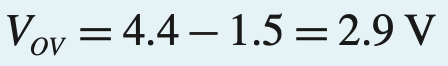 V_OV = 4.4 − 1.5 = 2.9 V